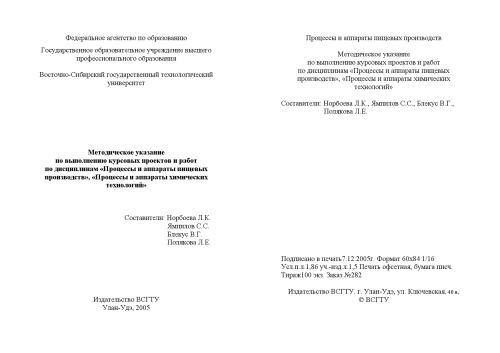 Федеральное агентство по образованию
Государственное образовательное учреждение высшего
профессионального образования
Восточно-Сибирский государственный технологический
университет
Методическое указание
по выполнению курсовых проектов и работ
по дисциплинам «Процессы и аппараты пищевых
производств», «Процессы и аппараты химических
технологий»
Составители: Норбоева Л.К.
Ямпилов С.С.
Блекус В.Г.
Полякова Л.Е
Издательство ВСГТУ
Улан-Удэ, 2005
Процессы и аппараты пищевых производств
Методическое указание
по выполнению курсовых проектов и работ
по дисциплинам «Процессы и аппараты пищевых
производств», «Процессы и аппараты химических
технологий»
Составители: Норбоева Л.К., Ямпилов С.С., Блекус В.Г.,
Полякова Л.Е.
Подписано в печать7.12.2005г. Формат 60х84 1/16
Усл.п.л.1,86 уч.-изд.л.1,5 Печать офсетная, бумага писч.
Тираж100 экз. Заказ №282
Издательство ВСГТУ. г. Улан-Удэ, ул. Ключевская, 40 в,
© ВСГТУ